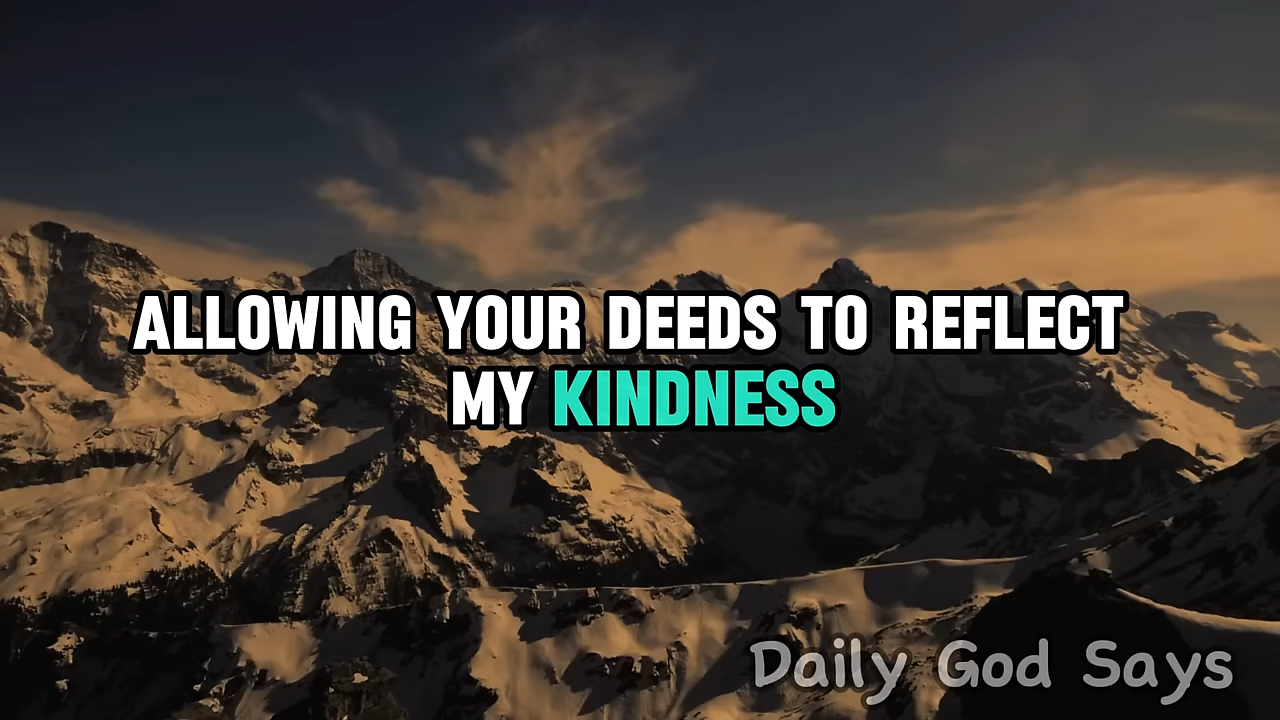 ALLOWING YOUR DEEDS TO REFLECT
MY KINDNESS
Daily God Says